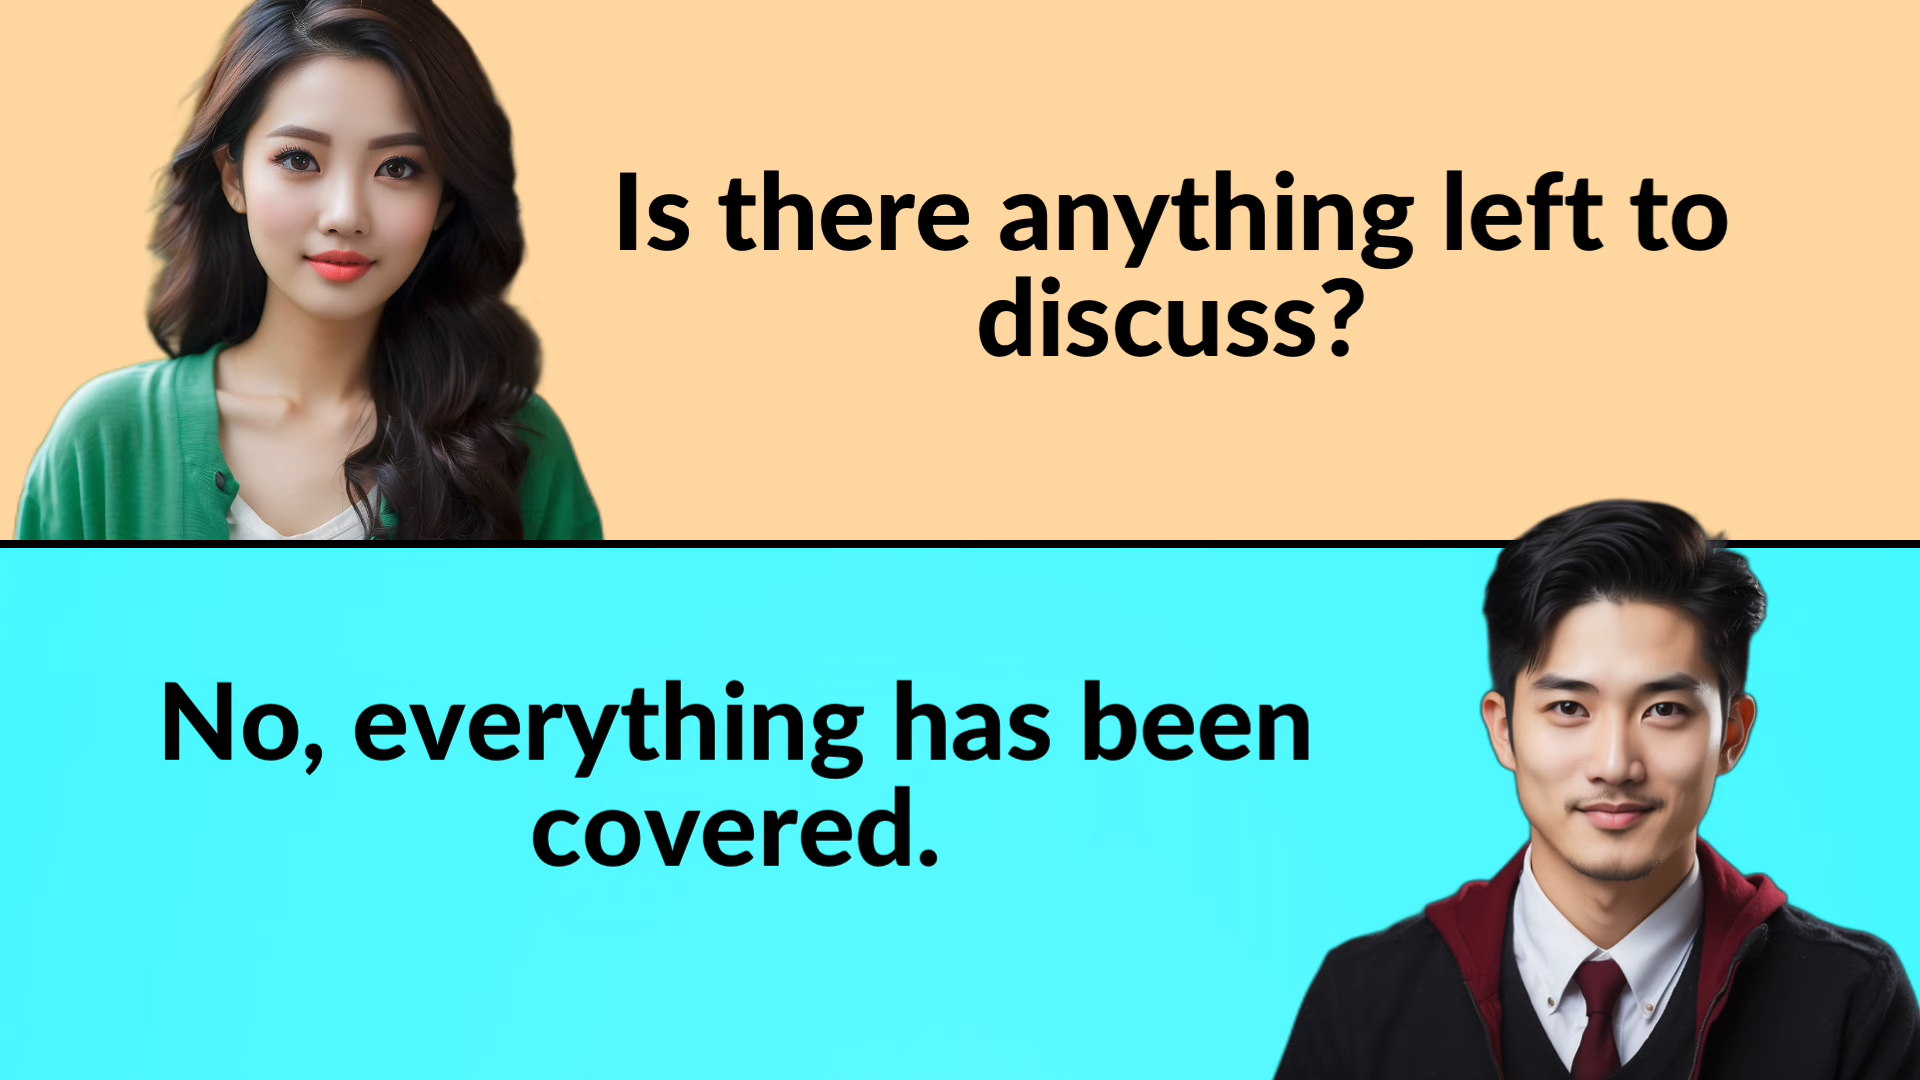 Is there anything left to
discuss?
No, everything has been
covered.